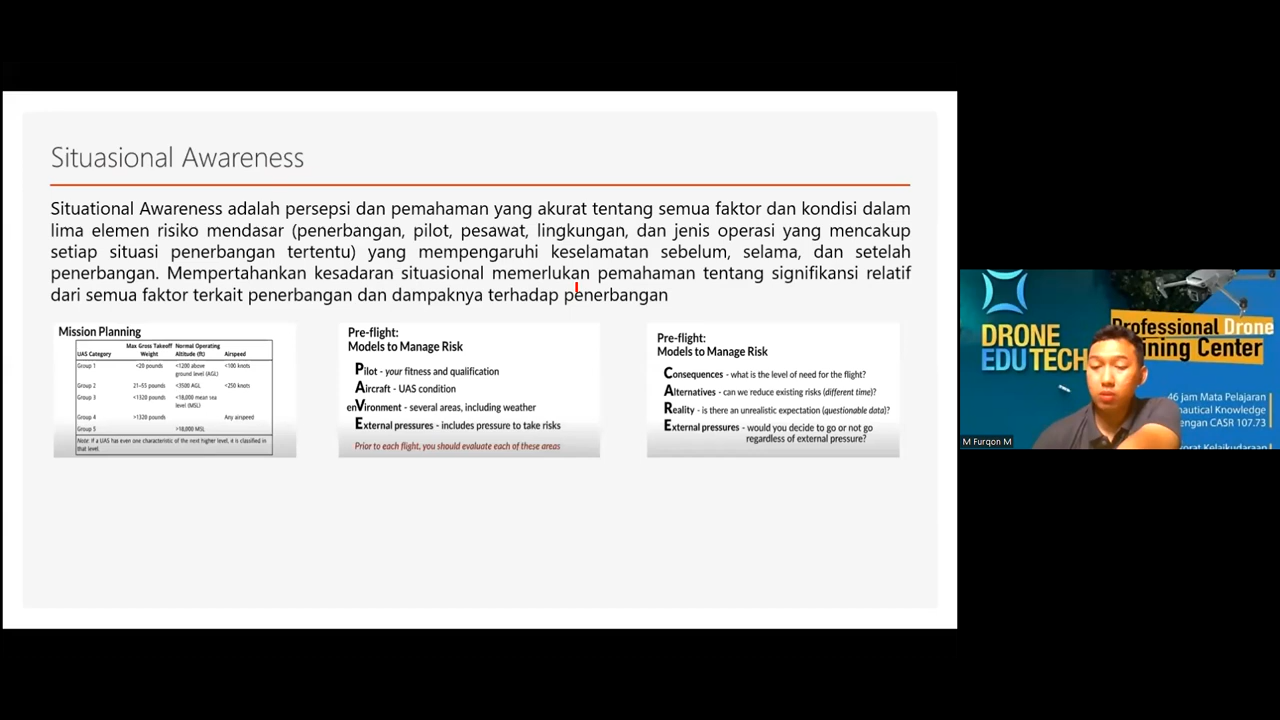 Situasional Awareness
Situational Awareness adalah persepsi dan pemahaman yang akurat tentang semua faktor dan kondisi dalam
lima elemen risiko mendasar (penerbangan, pilot, pesawat, lingkungan, dan jenis operasi yang mencakup
setiap situasi penerbangan tertentu) yang mempengaruhi keselamatan sebelum, selama, dan setelah
penerbangan. Mempertahankan kesadaran situasional memerlukan pemahaman tentang signifikansi relatif
dari semua faktor terkait penerbangan dan dampaknya terhadap penerbangan
Mission Planning
UAS Category Max Gross Takeoff Weight Normal Operating Altitude (ft) Airspeed
Group 1 <20 pounds <1200 above ground level (AGL) <100 knots
Group 2 21-55 pounds <3500 AGL <250 knots
Group 3 <1320 pounds <18,000 mean sea level (MSL)
Group 4 >1320 pounds Any airspeed
Group 5 >18,000 MSL
Note: If a UAS has even one characteristic of the next higher level, it is classified in
that level.
Pre-flight:
Models to Manage Risk
Pilot - your fitness and qualification
Aircraft - UAS condition
enVironment - several areas, including weather
External pressures - includes pressure to take risks
Prior to each flight, you should evaluate each of these areas
Pre-flight:
Models to Manage Risk
Consequences - what is the level of need for the flight?
Alternatives - can we reduce existing risks (different time)?
Reality - is there an unrealistic expectation (questionable data)?
External pressures - would you decide to go or not go
regardless of external pressure?
DRONE
EDUTECH
Professional Drone
ining Center
46 jam Mata Pelajaran
nautical Knowledge
engan CASR 107.73
orat Kelaikudaraan
M Furqon M